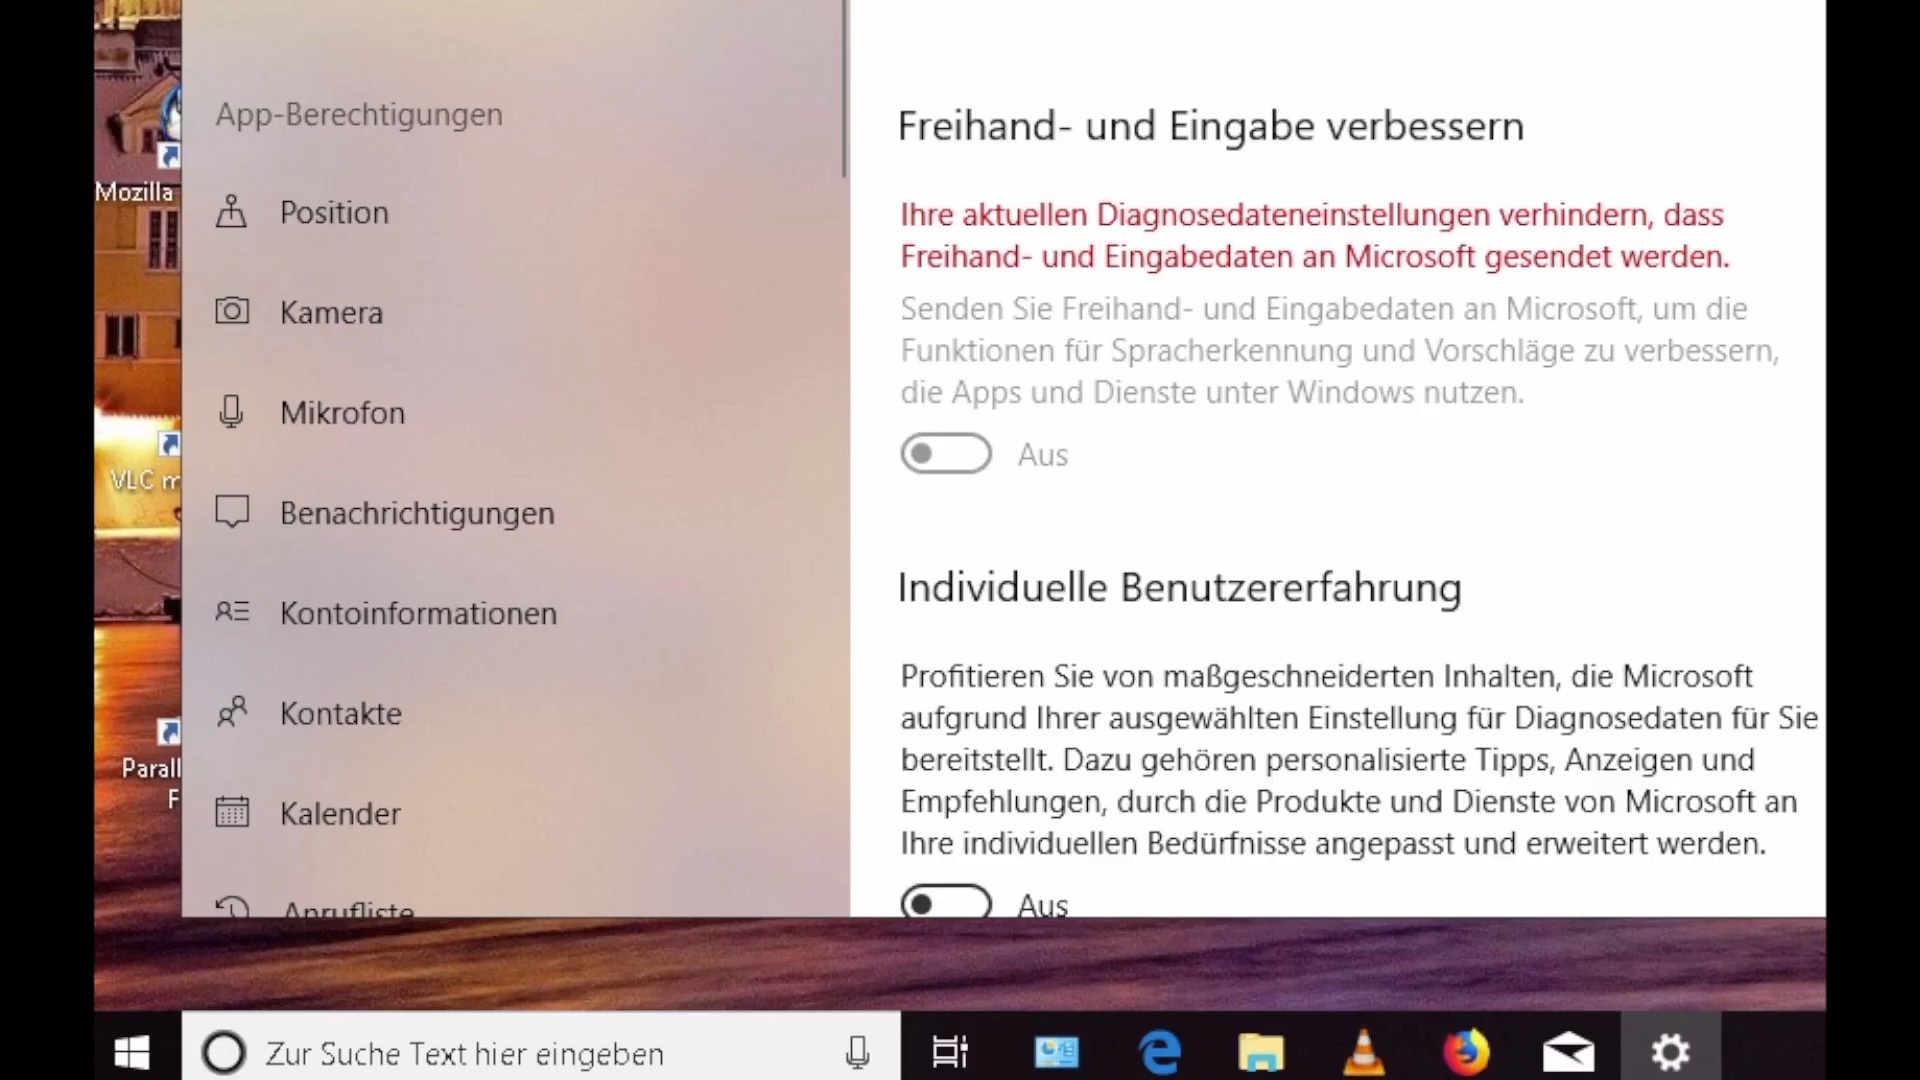 Mozilla
VLC m
Parall
F
App-Berechtigungen
Position
Kamera
Mikrofon
Benachrichtigungen
Kontoinformationen
Kontakte
Kalender
Anrufliste
Freihand- und Eingabe verbessern
Ihre aktuellen Diagnosedateneinstellungen verhindern, dass
Freihand- und Eingabedaten an Microsoft gesendet werden.
Senden Sie Freihand- und Eingabedaten an Microsoft, um die
Funktionen für Spracherkennung und Vorschläge zu verbessern,
die Apps und Dienste unter Windows nutzen.
Aus
Individuelle Benutzererfahrung
Profitieren Sie von maßgeschneiderten Inhalten, die Microsoft
aufgrund Ihrer ausgewählten Einstellung für Diagnosedaten für Sie
bereitstellt. Dazu gehören personalisierte Tipps, Anzeigen und
Empfehlungen, durch die Produkte und Dienste von Microsoft an
Ihre individuellen Bedürfnisse angepasst und erweitert werden.
Aus
Zur Suche Text hier eingeben